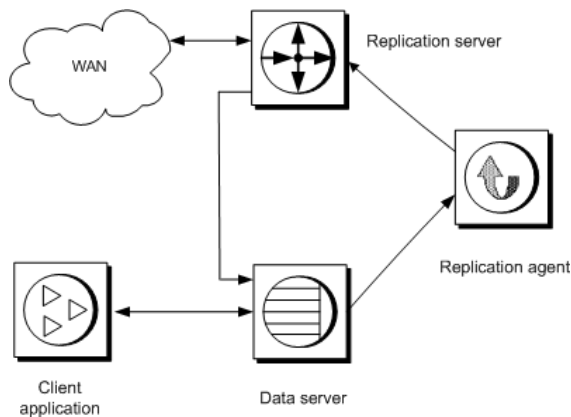 Replication server
WAN
Replication agent
Client
application
Data server